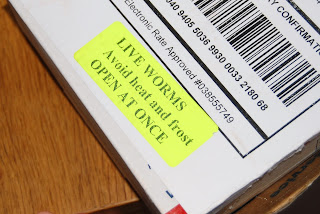 Y CONFIRMAT
940 9405 5036 9930 0033 2180 68
Electronic Rate Approved #038555749
LIVE WORMS
Avoid heat and frost
OPEN AT ONCE